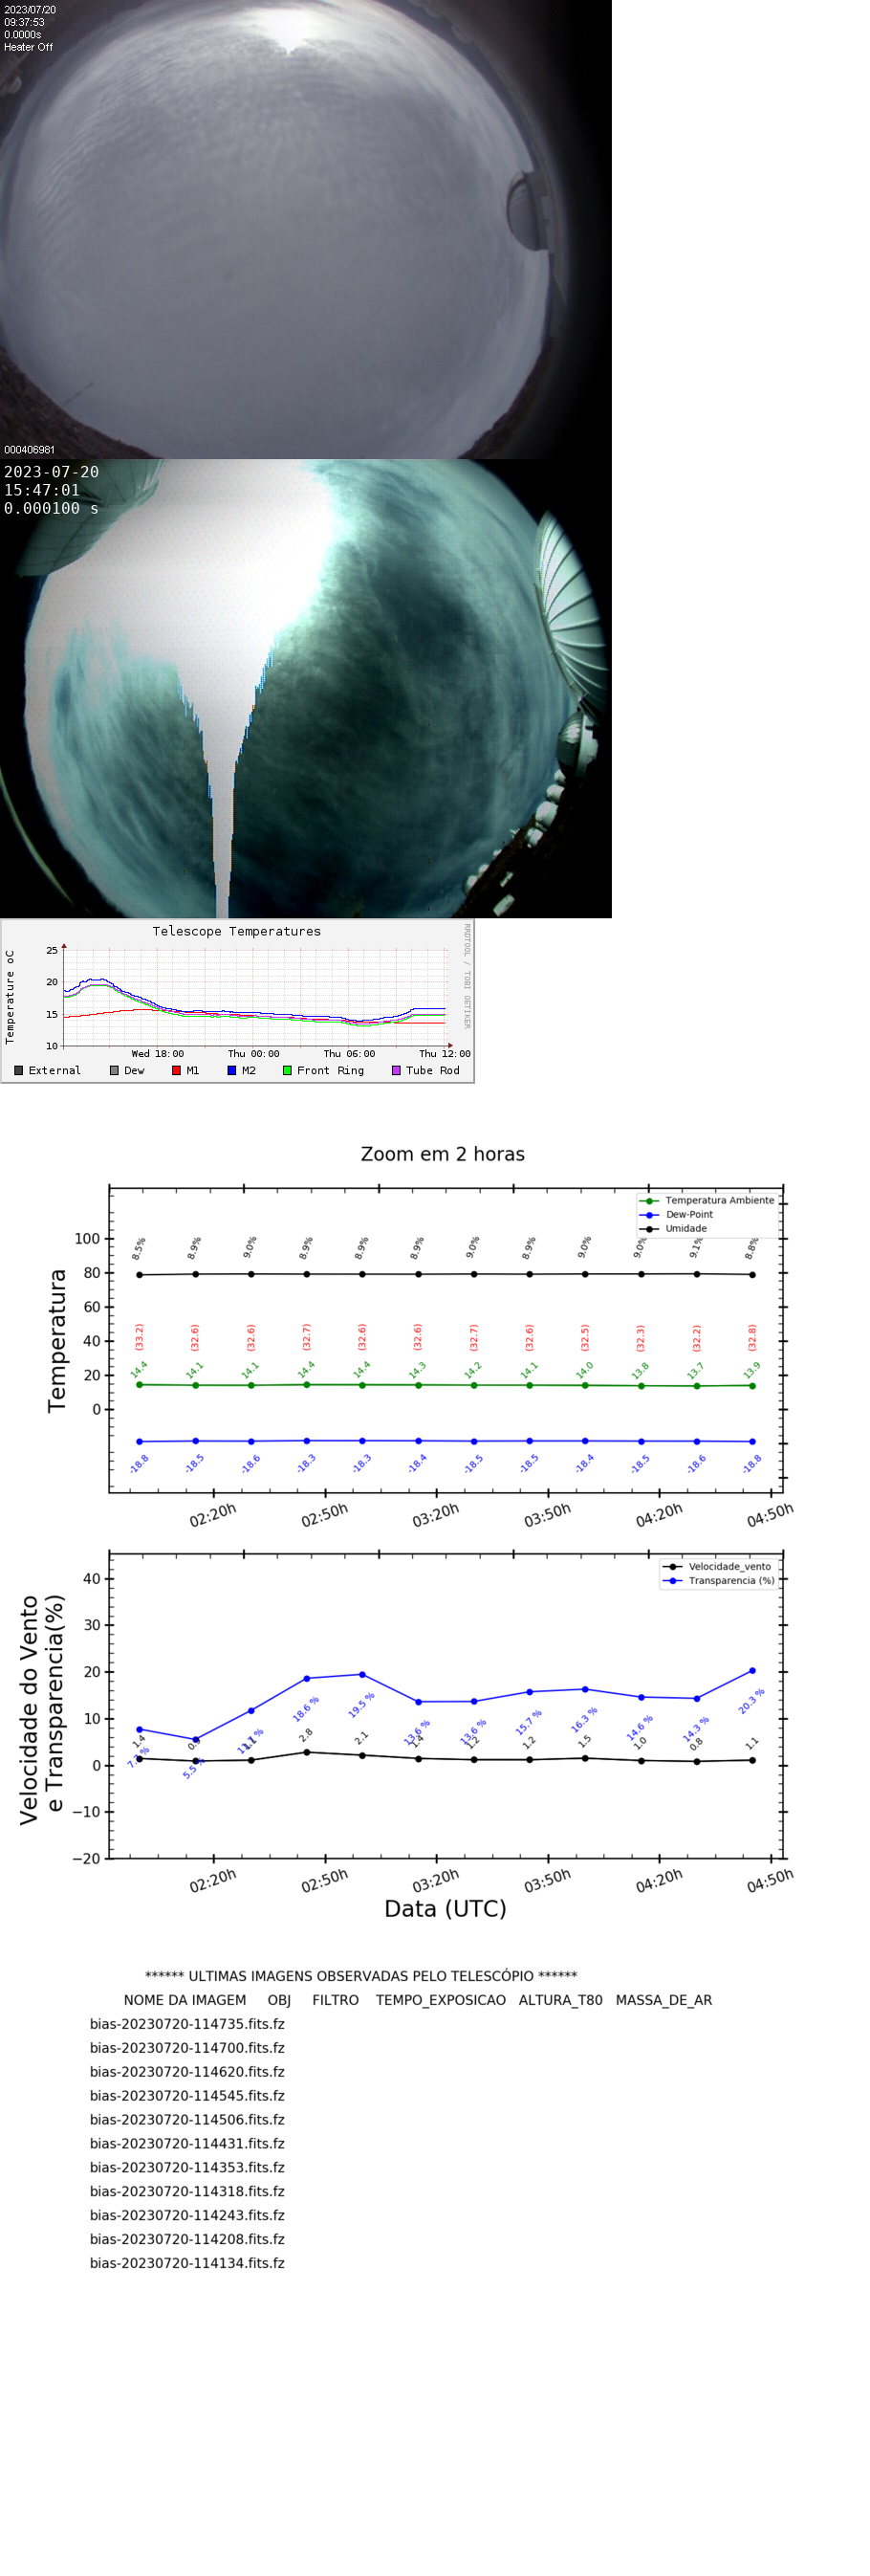 2023/07/20
09:37:53
0.0000s
Heater Off
000406981
2023-07-20
15:47:01
0.000100 s
Telescope Temperatures
RRDTOOL / TOBI OETIKER
Temperature oC
25
20
15
10
Wed 18:00 Thu 00:00 Thu 06:00 Thu 12:00
External Dew M1 M2 Front Ring Tube Rod
Zoom em 2 horas
Temperatura Ambiente
Dew-Point
Umidade
Temperatura
100
80
60
40
20
0
8.5% 8.9% 9.0% 8.9% 8.9% 8.9% 9.0% 8.9% 9.0% 9.0% 9.1% 8.8%
(33.2) (32.6) (32.6) (32.7) (32.6) (32.6) (32.7) (32.6) (32.5) (32.3) (32.2) (32.8)
14.4 14.1 14.1 14.4 14.4 14.3 14.2 14.1 14.0 13.8 13.7 13.9
-18.8 -18.5 -18.6 -18.3 -18.3 -18.4 -18.5 -18.5 -18.4 -18.5 -18.6 -18.8
02:20h 02:50h 03:20h 03:50h 04:20h 04:50h
Velocidade_vento
Transparencia (%)
Velocidade do Vento
e Transparencia(%)
40
30
20
10
0
−10
−20
18.6 % 19.5 % 13.6 % 13.6 % 15.7 % 16.3 % 14.6 % 14.3 % 20.3 %
1.4 2.8 2.1 1.4 1.2 1.2 1.5 1.0 0.8 1.1
02:20h 02:50h 03:20h 03:50h 04:20h 04:50h
Data (UTC)
****** ULTIMAS IMAGENS OBSERVADAS PELO TELESCÓPIO ******
NOME DA IMAGEM OBJ FILTRO TEMPO_EXPOSICAO ALTURA_T80 MASSA_DE_AR
bias-20230720-114735.fits.fz
bias-20230720-114700.fits.fz
bias-20230720-114620.fits.fz
bias-20230720-114545.fits.fz
bias-20230720-114506.fits.fz
bias-20230720-114431.fits.fz
bias-20230720-114353.fits.fz
bias-20230720-114318.fits.fz
bias-20230720-114243.fits.fz
bias-20230720-114208.fits.fz
bias-20230720-114134.fits.fz